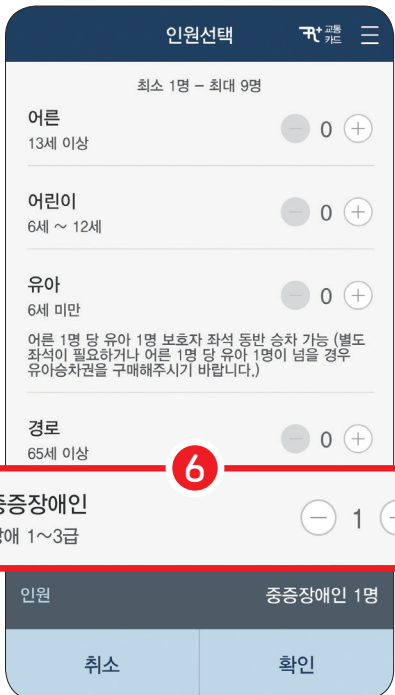 인원선택
R+ 교통
카드
최소 1명 – 최대 9명
어른
13세 이상
0
어린이
6세 ~ 12세
0
유아
6세 미만
0
어른 1명 당 유아 1명 보호자 좌석 동반 승차 가능 (별도
좌석이 필요하거나 어른 1명 당 유아 1명이 넘을 경우
유아승차권을 구매해주시기 바랍니다.)
경로
65세 이상
0
6
중증장애인
장애 1~3급
1
인원 중증장애인 1명
취소 확인